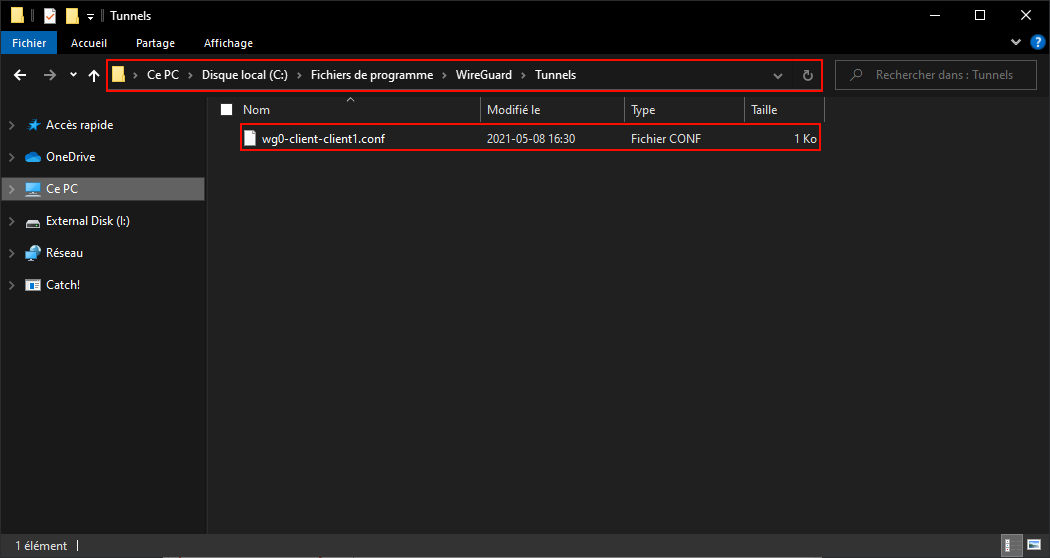 Tunnels
Fichier Accueil Partage Affichage
Ce PC Disque local (C:) Fichiers de programme WireGuard Tunnels Rechercher dans : Tunnels
Nom Modifié le Type Taille
wg0-client-client1.conf 2021-05-08 16:30 Fichier CONF 1 Ko
Accès rapide
OneDrive
Ce PC
External Disk (I:)
Réseau
Catch!
1 élément